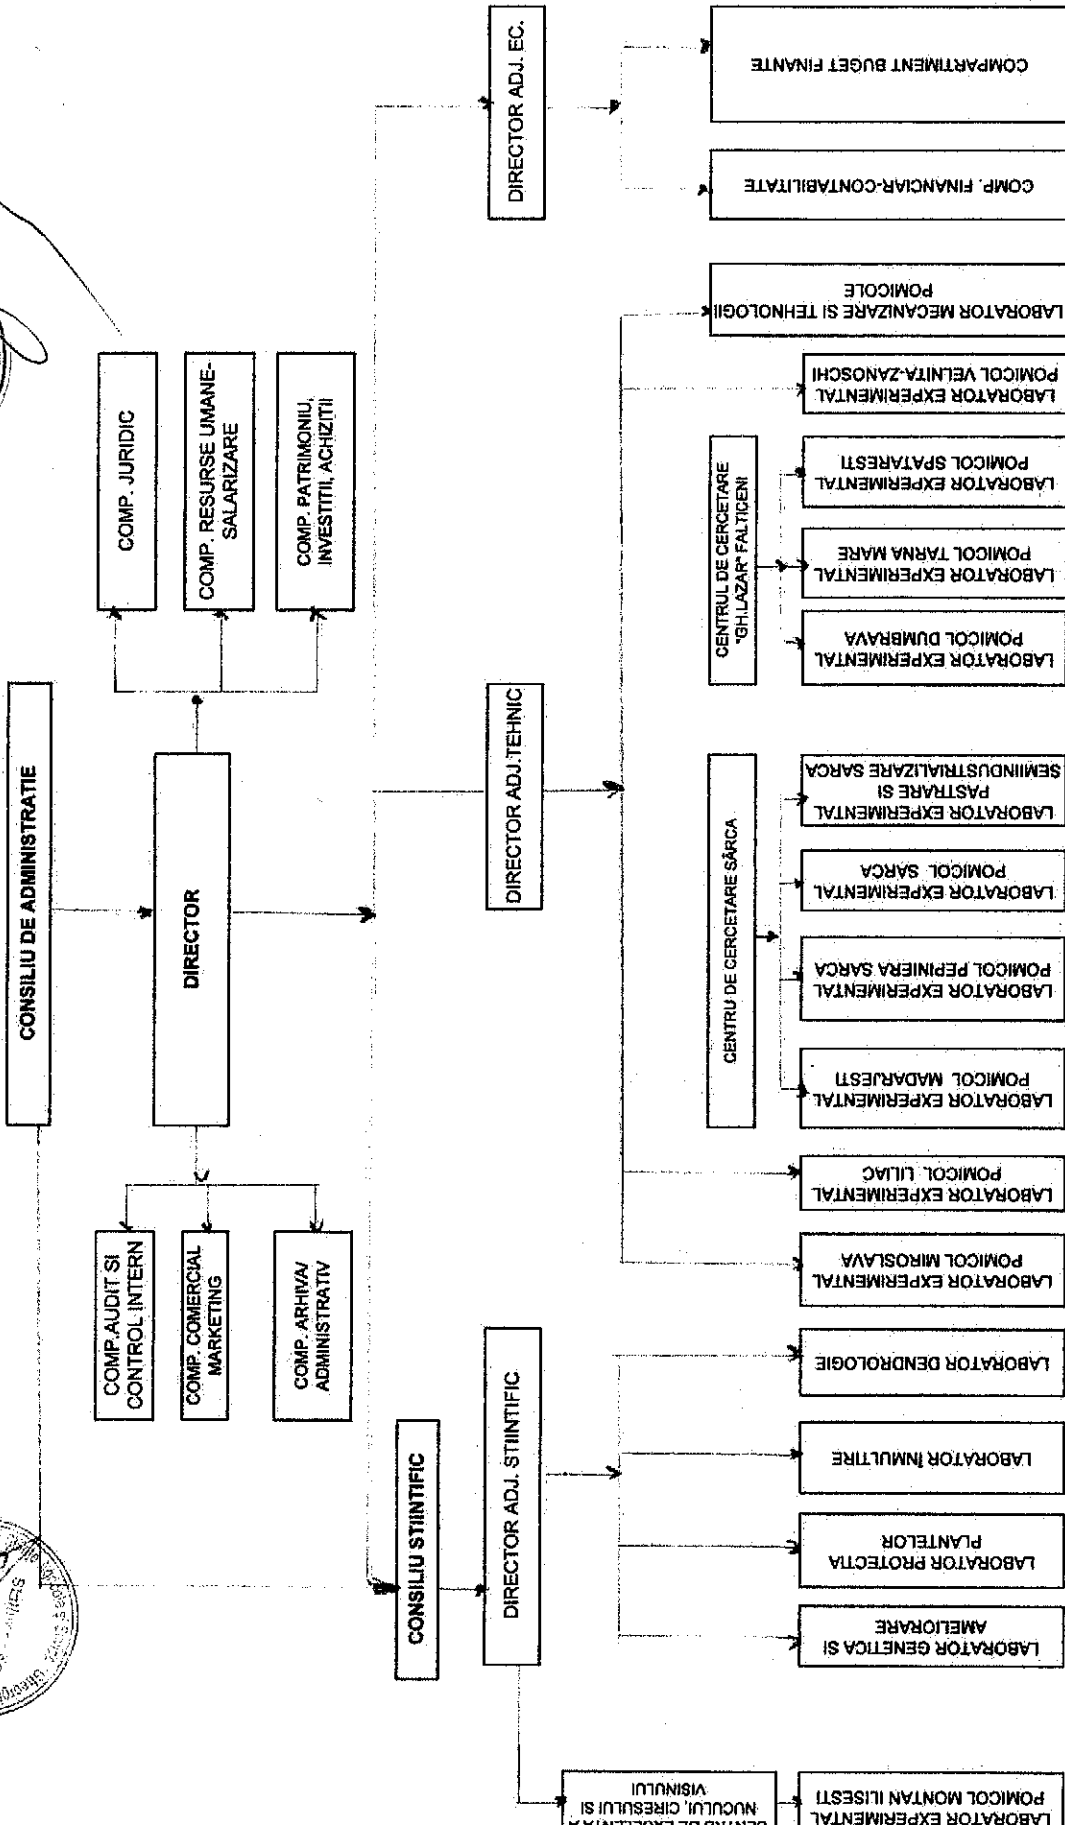 CONSILIU DE ADMINISTRATIE
DIRECTOR
COMP.AUDIT SI
CONTROL INTERN
COMP. COMERCIAL
MARKETING
COMP. ARHIVA/
ADMINISTRATIV
COMP. JURIDIC
COMP. RESURSE UMANE-
SALARIZARE
COMP. PATRIMONIU,
INVESTITII, ACHIZITII
CONSILIU STIINTIFIC
DIRECTOR ADJ. STIINTIFIC
DIRECTOR ADJ.TEHNIC
DIRECTOR ADJ. EC.
NUCULUI, CIRESULUI SI
VISINULUI
CENTRU DE CERCETARE SÂRCA
CENTRUL DE CERCETARE
"GH.LAZAR" FALTICENI
LABORATOR EXPERIMENTAL
POMICOL MONTAN ILISESTI
LABORATOR GENETICA SI
AMELIORARE
LABORATOR PROTECTIA
PLANTELOR
LABORATOR ÎNMULTIRE
LABORATOR DENDROLOGIE
LABORATOR EXPERIMENTAL
POMICOL MIROSLAVA
LABORATOR EXPERIMENTAL
POMICOL LILIAC
LABORATOR EXPERIMENTAL
POMICOL MADARJESTI
LABORATOR EXPERIMENTAL
POMICOL PEPINIERA SARCA
LABORATOR EXPERIMENTAL
POMICOL SARCA
LABORATOR EXPERIMENTAL
PASTRARE SI
SEMIINDUSTRIALIZARE SARCA
LABORATOR EXPERIMENTAL
POMICOL DUMBRAVA
LABORATOR EXPERIMENTAL
POMICOL TARNA MARE
LABORATOR EXPERIMENTAL
POMICOL SPATARESTI
LABORATOR EXPERIMENTAL
POMICOL VELNITA-ZANOSCHI
LABORATOR MECANIZARE SI TEHNOLOGII
POMICOLE
COMP. FINANCIAR-CONTABILITATE
COMPARTIMENT BUGET FINANTE